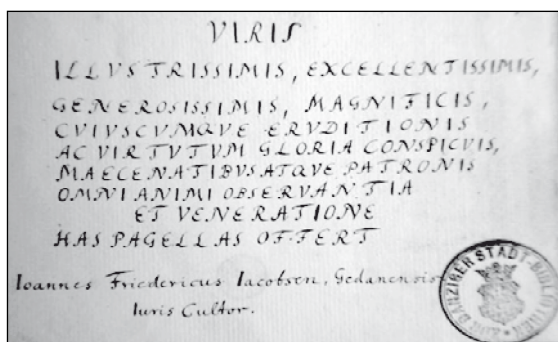 VIRIS
ILLVSTRISSIMIS, EXCELLENTISSIMIS,
GENEROSISSIMIS, MAGNIFICIS,
CVIVSCVMQVE ERVDITIONIS
AC VIRTVTVM GLORIA CONSPICVIS,
MAECENATIBVS ATQVE PATRONIS
OMNI ANIMI OBSERVANTIA
ET VENERATIONE
HAS PAGELLAS OFFERT
Ioannes Friedericus Iacobsen, Gedanensis
Iuris Cultor.
DANZIGER STADT-BIBLIOTHEK